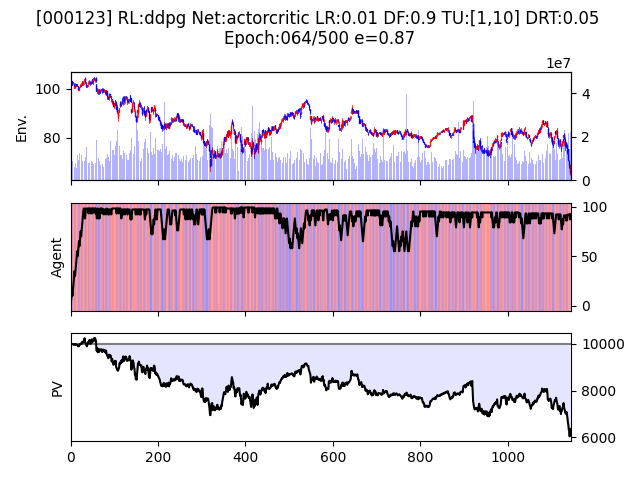 [000123] RL:ddpg Net:actorcritic LR:0.01 DF:0.9 TU:[1,10] DRT:0.05
Epoch:064/500 e=0.87
1e7
Env.
100
80
4
2
0
Agent
100
50
0
PV
10000
8000
6000
0
200
400
600
800
1000